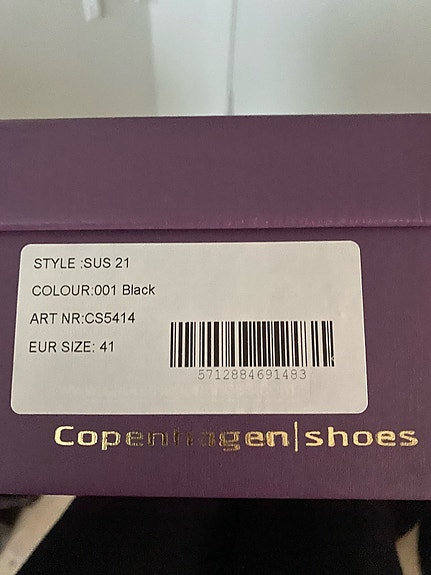 STYLE :SUS 21
COLOUR:001 Black
ART NR:CS5414
EUR SIZE: 41
5712884691483
Copenhagen|shoes